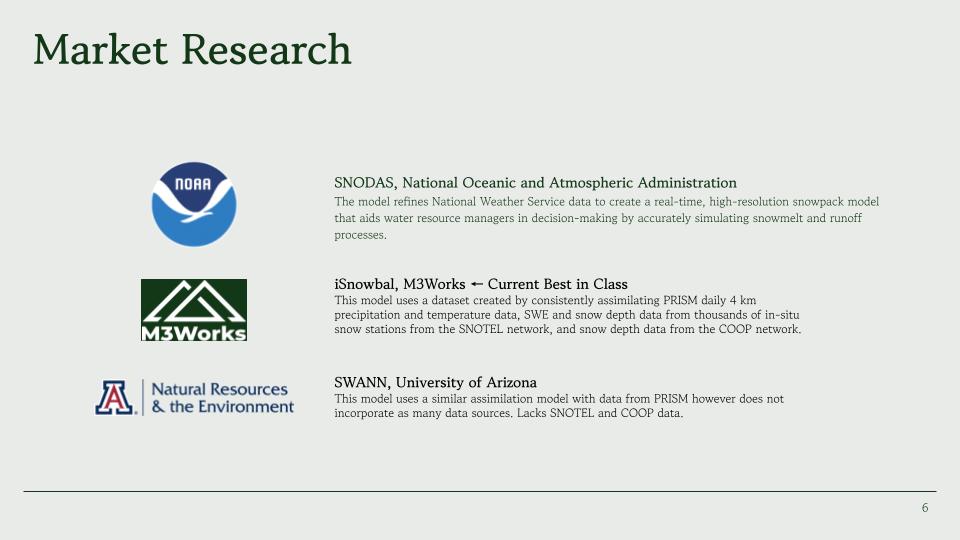 Market Research
NOAA
SNODAS, National Oceanic and Atmospheric Administration
The model refines National Weather Service data to create a real-time, high-resolution snowpack model
that aids water resource managers in decision-making by accurately simulating snowmelt and runoff
processes.
M3Works
iSnowbal, M3Works ← Current Best in Class
This model uses a dataset created by consistently assimilating PRISM daily 4 km
precipitation and temperature data, SWE and snow depth data from thousands of in-situ
snow stations from the SNOTEL network, and snow depth data from the COOP network.
A
Natural Resources
& the Environment
SWANN, University of Arizona
This model uses a similar assimilation model with data from PRISM however does not
incorporate as many data sources. Lacks SNOTEL and COOP data.
6